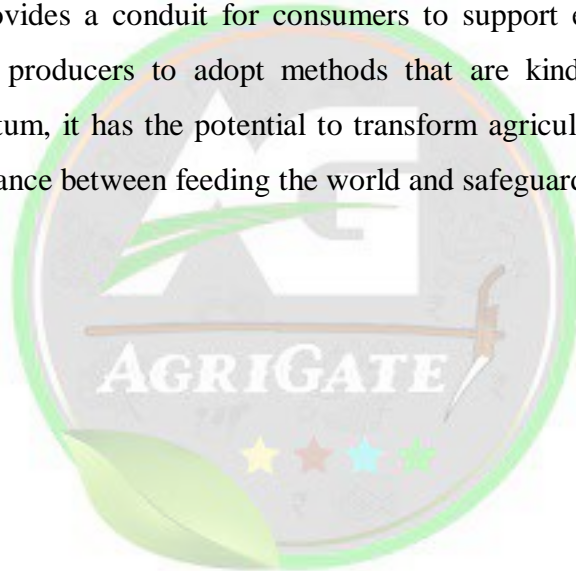 ovides a conduit for consumers to support e
producers to adopt methods that are kind
tum, it has the potential to transform agricul
ance between feeding the world and safeguard
AG
AGRIGATE